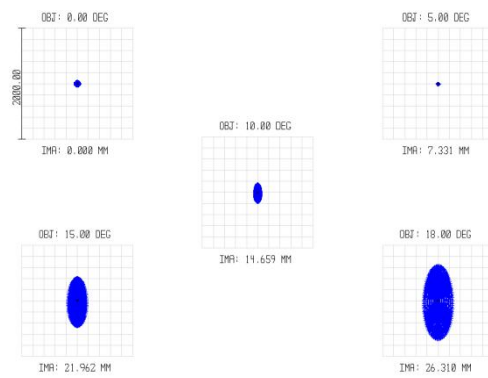 OBJ: 0.00 DEG
OBJ: 5.00 DEG
2000.00
IMA: 0.000 MM
IMA: 7.331 MM
OBJ: 10.00 DEG
IMA: 14.659 MM
OBJ: 15.00 DEG
OBJ: 18.00 DEG
IMA: 21.962 MM
IMA: 26.310 MM